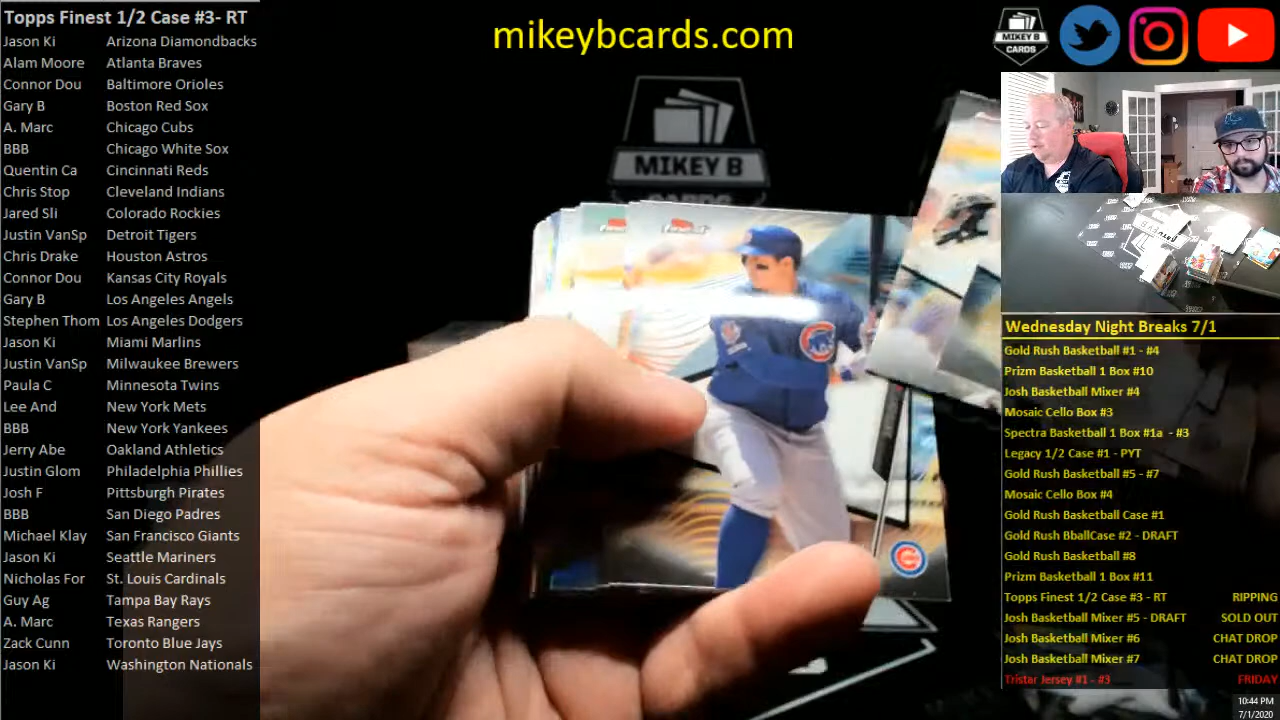 Topps Finest 1/2 Case #3- RT
Jason Ki Arizona Diamondbacks
Alam Moore Atlanta Braves
Connor Dou Baltimore Orioles
Gary B Boston Red Sox
A. Marc Chicago Cubs
BBB Chicago White Sox
Quentin Ca Cincinnati Reds
Chris Stop Cleveland Indians
Jared Sli Colorado Rockies
Justin VanSp Detroit Tigers
Chris Drake Houston Astros
Connor Dou Kansas City Royals
Gary B Los Angeles Angels
Stephen Thom Los Angeles Dodgers
Jason Ki Miami Marlins
Justin VanSp Milwaukee Brewers
Paula C Minnesota Twins
Lee And New York Mets
BBB New York Yankees
Jerry Abe Oakland Athletics
Justin Glom Philadelphia Phillies
Josh F Pittsburgh Pirates
BBB San Diego Padres
Michael Klay San Francisco Giants
Jason Ki Seattle Mariners
Nicholas For St. Louis Cardinals
Guy Ag Tampa Bay Rays
A. Marc Texas Rangers
Zack Cunn Toronto Blue Jays
Jason Ki Washington Nationals
mikeybcards.com
MIKEY B
MIKEY B
CARDS
Wednesday Night Breaks 7/1
Gold Rush Basketball #1 - #4
Prizm Basketball 1 Box #10
Josh Basketball Mixer #4
Mosaic Cello Box #3
Spectra Basketball 1 Box #1a - #3
Legacy 1/2 Case #1 - PYT
Gold Rush Basketball #5 - #7
Mosaic Cello Box #4
Gold Rush Basketball Case #1
Gold Rush BballCase #2 - DRAFT
Gold Rush Basketball #8
Prizm Basketball 1 Box #11
Topps Finest 1/2 Case #3 - RT RIPPING
Josh Basketball Mixer #5 - DRAFT SOLD OUT
Josh Basketball Mixer #6 CHAT DROP
Josh Basketball Mixer #7 CHAT DROP
Tristar Jersey #1 - #3 FRIDAY
10:44 PM
7/1/2020